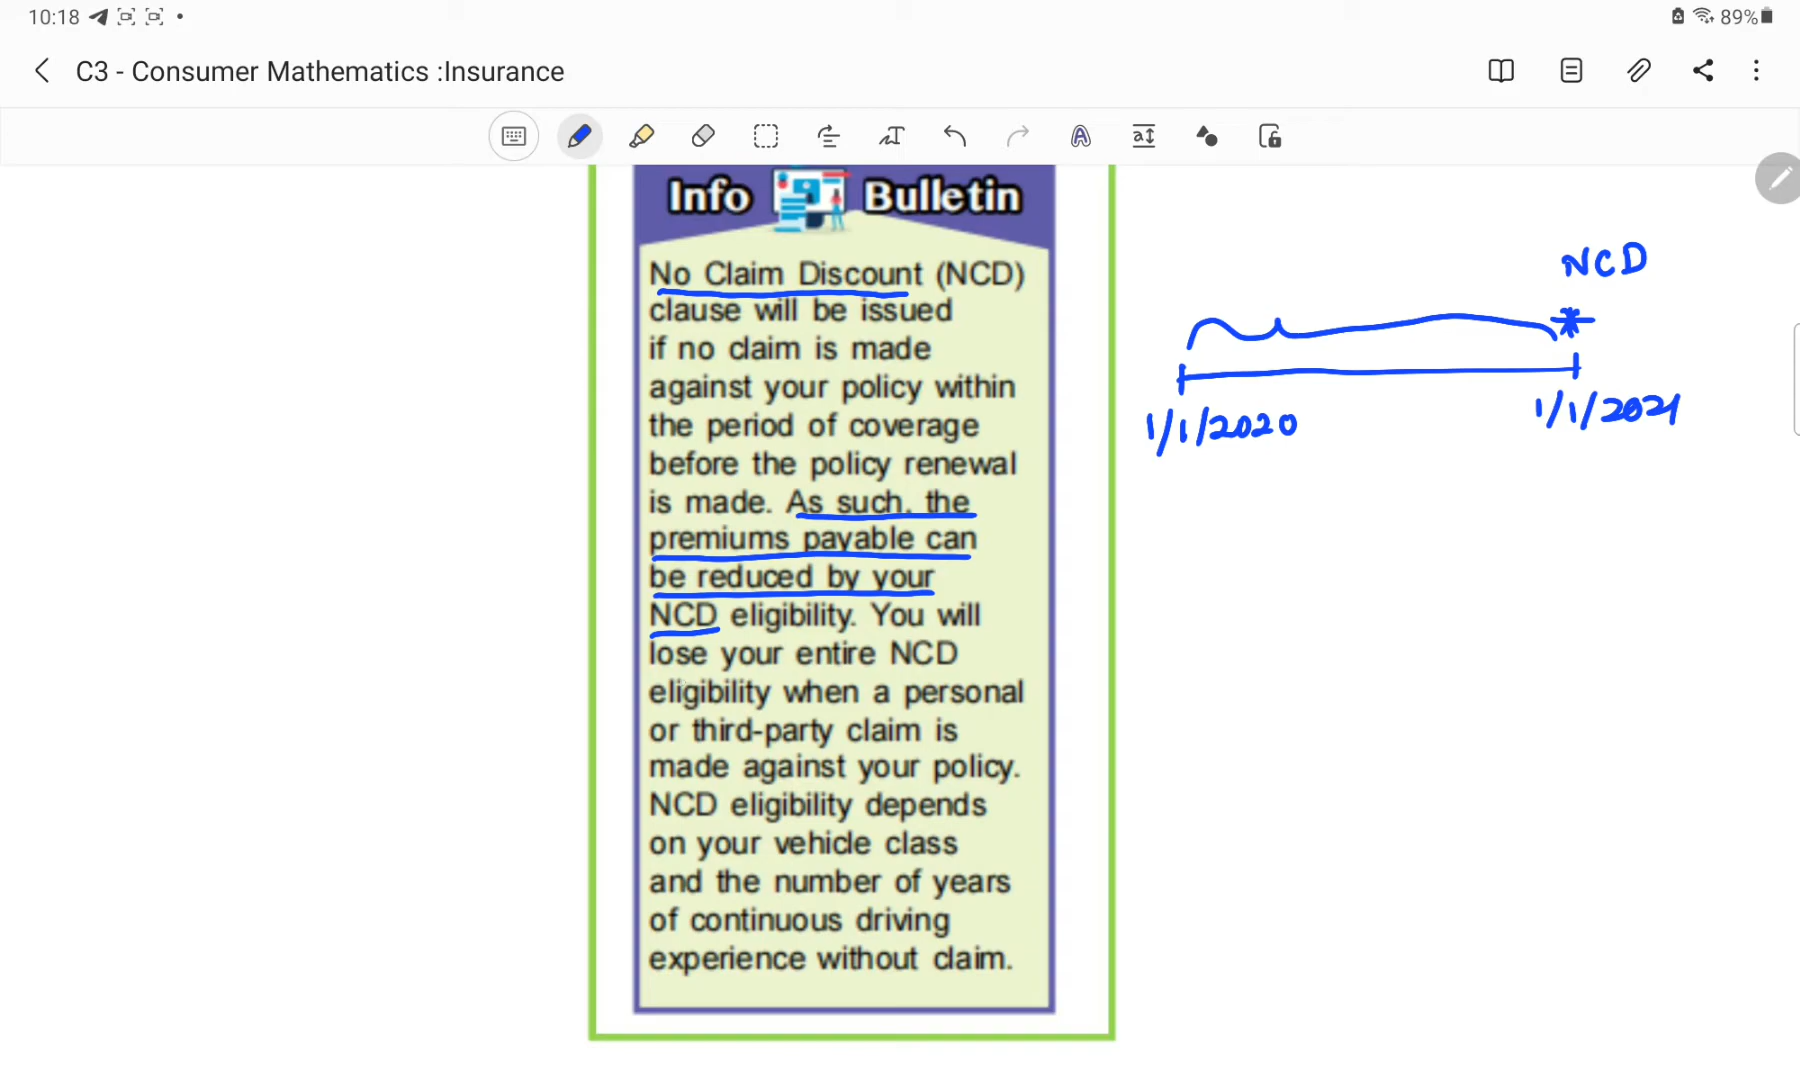 10:18
89%
C3 - Consumer Mathematics :Insurance
Info Bulletin
No Claim Discount (NCD)
clause will be issued
if no claim is made
against your policy within
the period of coverage
before the policy renewal
is made. As such, the
premiums payable can
be reduced by your
NCD eligibility. You will
lose your entire NCD
eligibility when a personal
or third-party claim is
made against your policy.
NCD eligibility depends
on your vehicle class
and the number of years
of continuous driving
experience without claim.
NCD
1/1/2020
1/1/2021